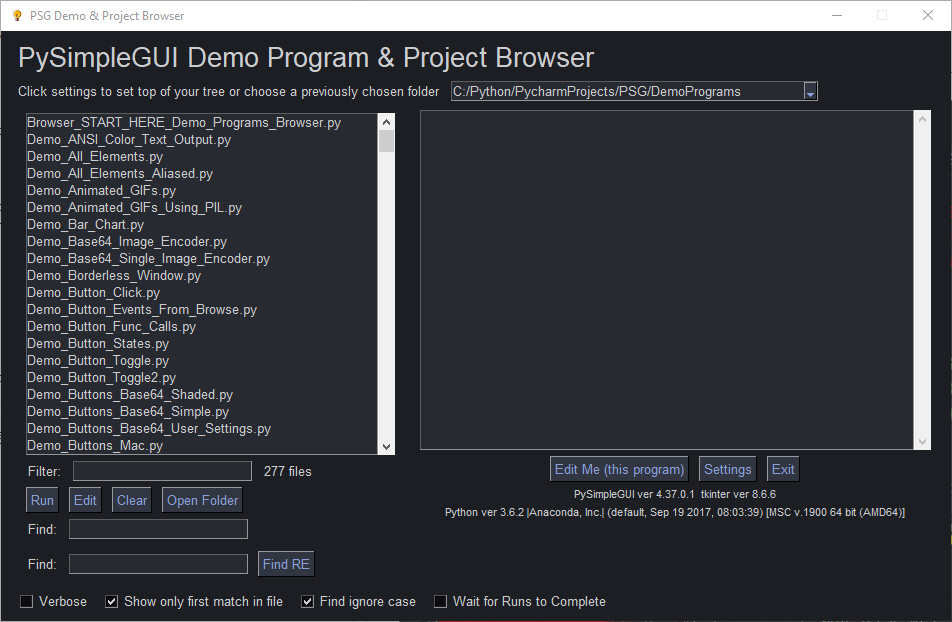 PSG Demo & Project Browser
PySimpleGUI Demo Program & Project Browser
Click settings to set top of your tree or choose a previously chosen folder C:/Python/PycharmProjects/PSG/DemoPrograms
Browser_START_HERE_Demo_Programs_Browser.py
Demo_ANSI_Color_Text_Output.py
Demo_All_Elements.py
Demo_All_Elements_Aliased.py
Demo_Animated_GIFs.py
Demo_Animated_GIFs_Using_PIL.py
Demo_Bar_Chart.py
Demo_Base64_Image_Encoder.py
Demo_Base64_Single_Image_Encoder.py
Demo_Borderless_Window.py
Demo_Button_Click.py
Demo_Button_Events_From_Browse.py
Demo_Button_Func_Calls.py
Demo_Button_States.py
Demo_Button_Toggle.py
Demo_Button_Toggle2.py
Demo_Buttons_Base64_Shaded.py
Demo_Buttons_Base64_Simple.py
Demo_Buttons_Base64_User_Settings.py
Demo_Buttons_Mac.py
Filter: 277 files
Run Edit Clear Open Folder
Find:
Find: Find RE
Edit Me (this program) Settings Exit
PySimpleGUI ver 4.37.0.1 tkinter ver 8.6.6
Python ver 3.6.2 |Anaconda, Inc.| (default, Sep 19 2017, 08:03:39) [MSC v.1900 64 bit (AMD64)]
Verbose Show only first match in file Find ignore case Wait for Runs to Complete